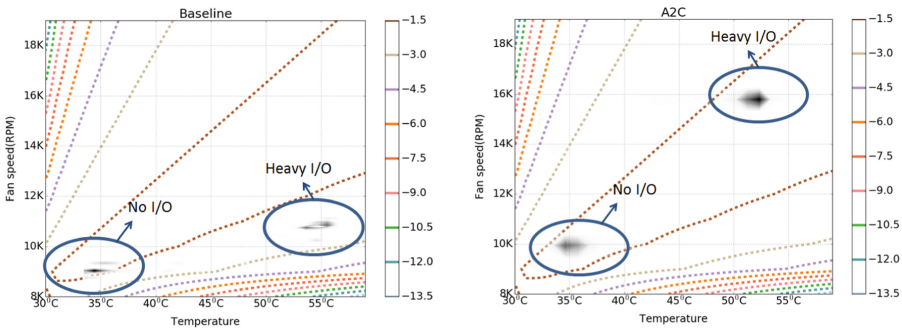 Baseline
Fan speed(RPM)
18K
16K
14K
12K
10K
8K
Heavy I/O
No I/O
30°C
35°C
40°C
45°C
50°C
55°C
Temperature
−1.5
−3.0
−4.5
−6.0
−7.5
−9.0
−10.5
−12.0
−13.5
A2C
Fan speed(RPM)
18K
16K
14K
12K
10K
8K
Heavy I/O
No I/O
30°C
35°C
40°C
45°C
50°C
55°C
Temperature
−1.5
−3.0
−4.5
−6.0
−7.5
−9.0
−10.5
−12.0
−13.5